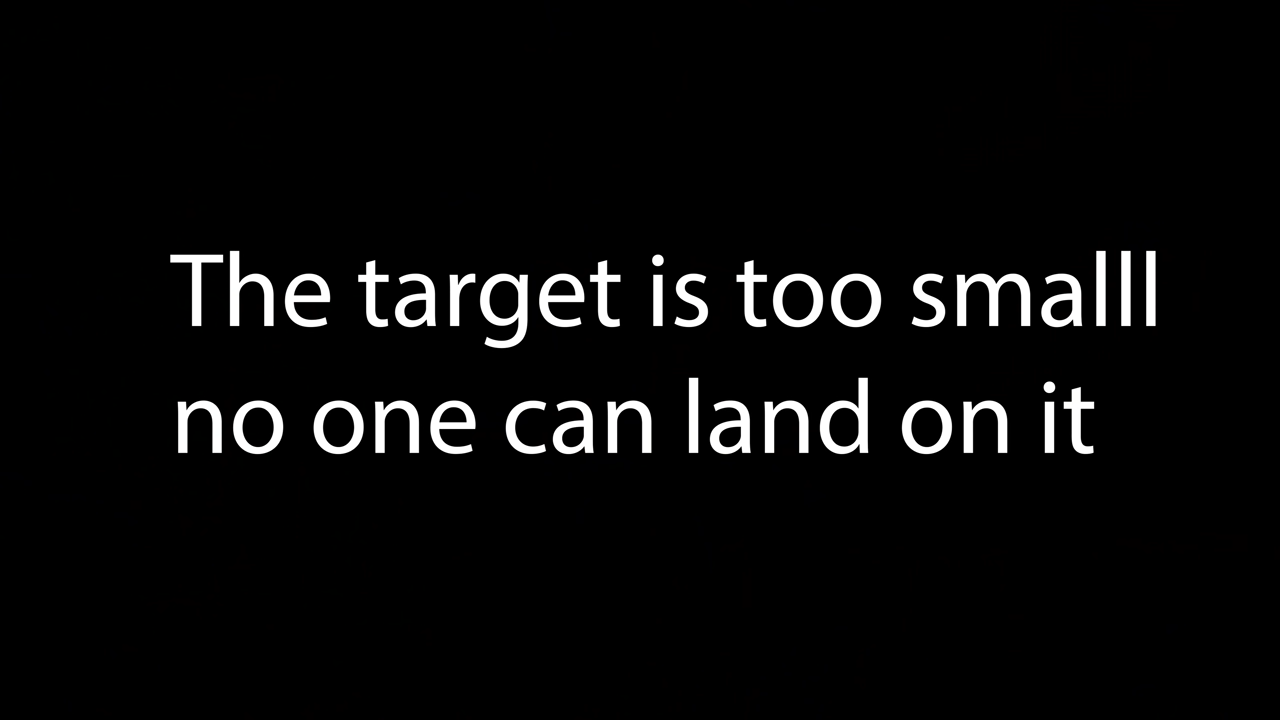 The target is too smalll
no one can land on it